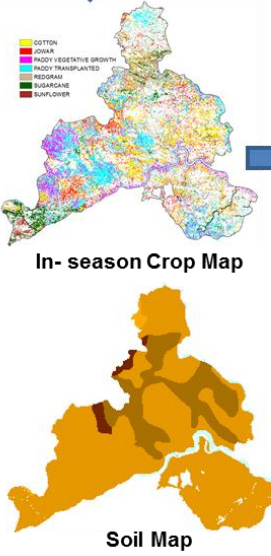 COTTON
JOWAR
PADDY VEGETATIVE GROWTH
PADDY TRANSPLANTED
REDGRAM
SUGARCANE
SUNFLOWER
In- season Crop Map
Soil Map